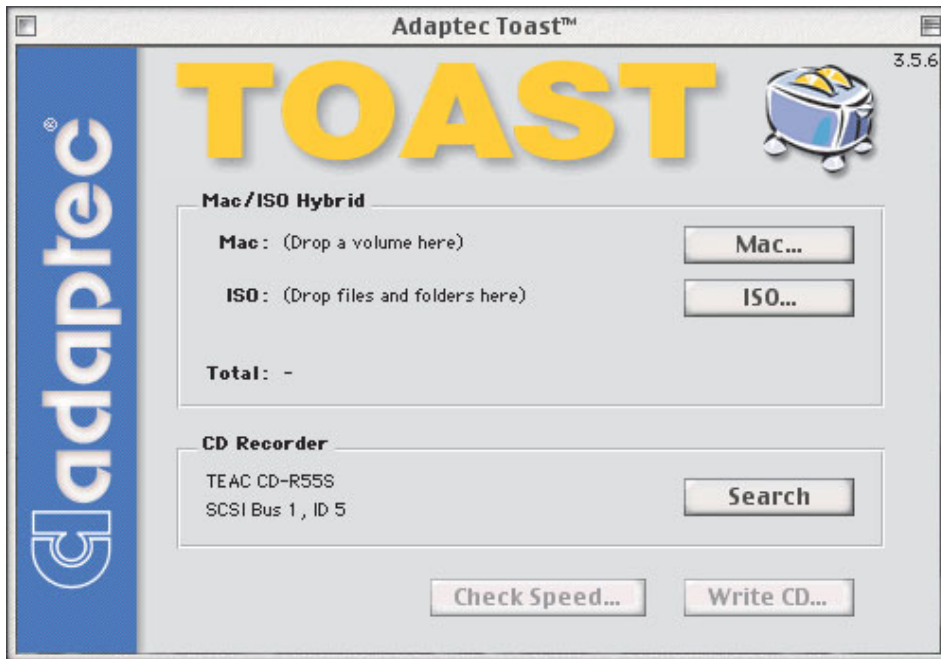 Adaptec Toast™
3.5.6
TOAST
adaptec®
Mac/ISO Hybrid
Mac: (Drop a volume here)
Mac...
ISO: (Drop files and folders here)
ISO...
Total: -
CD Recorder
TEAC CD-R55S
SCSI Bus 1, ID 5
Search
Check Speed...
Write CD...